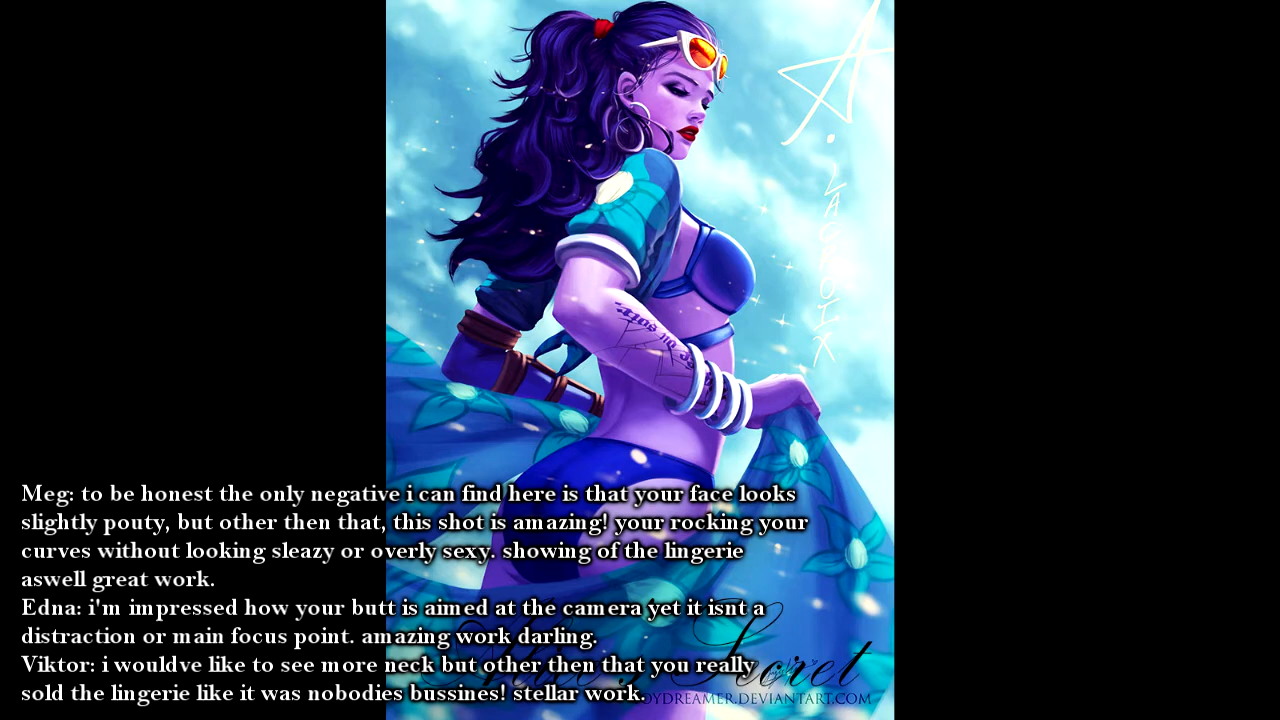 A.
LACROIX
Meg: to be honest the only negative i can find here is that your face looks
slightly pouty, but other then that, this shot is amazing! your rocking your
curves without looking sleazy or overly sexy. showing of the lingerie
aswell great work.
Edna: i'm impressed how your butt is aimed at the camera yet it isnt a
distraction or main focus point. amazing work darling.
Viktor: i wouldve like to see more neck but other then that you really
sold the lingerie like it was nobodies bussines! stellar work.
Secret